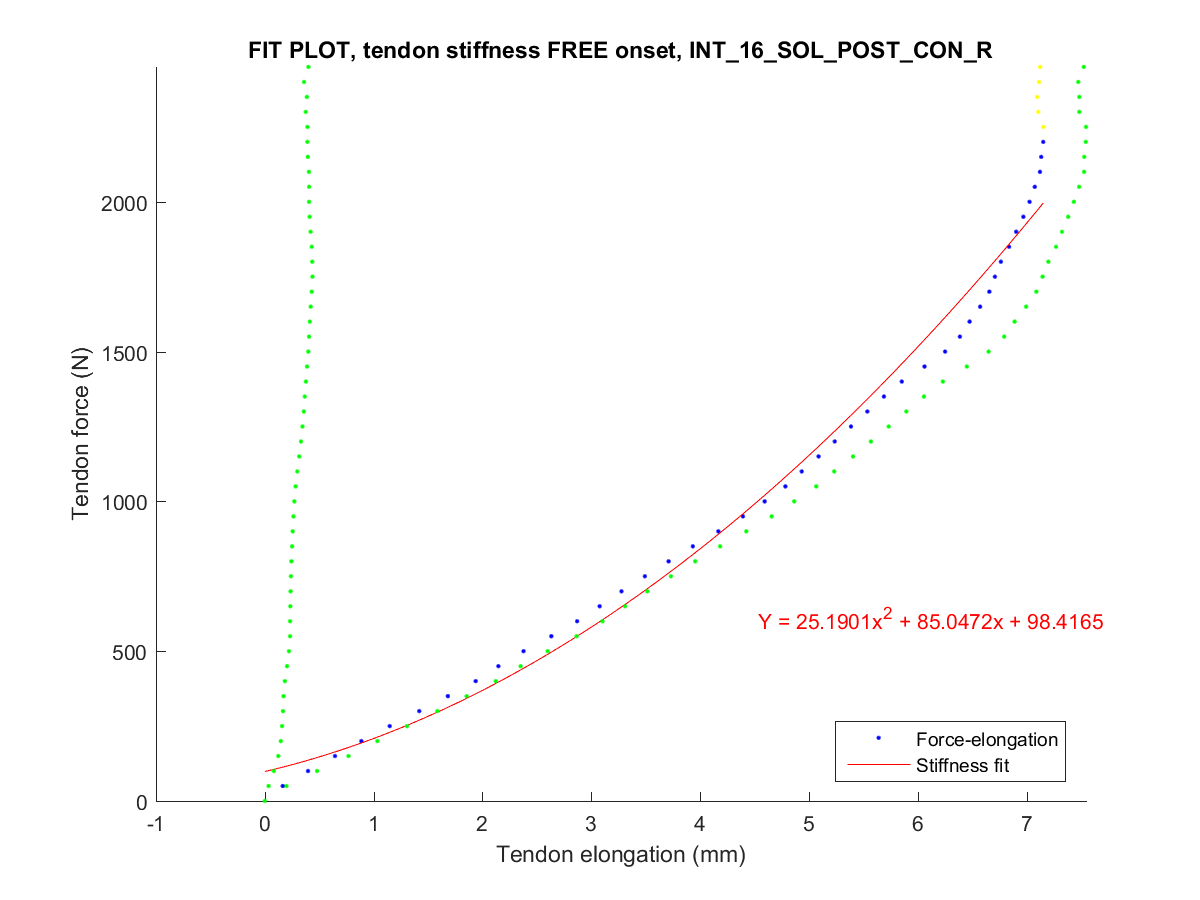 FIT PLOT, tendon stiffness FREE onset, INT_16_SOL_POST_CON_R
2000
1500
1000
500
0
Tendon force (N)
Y = 25.1901x² + 85.0472x + 98.4165
Force-elongation
Stiffness fit
-1 0 1 2 3 4 5 6 7
Tendon elongation (mm)